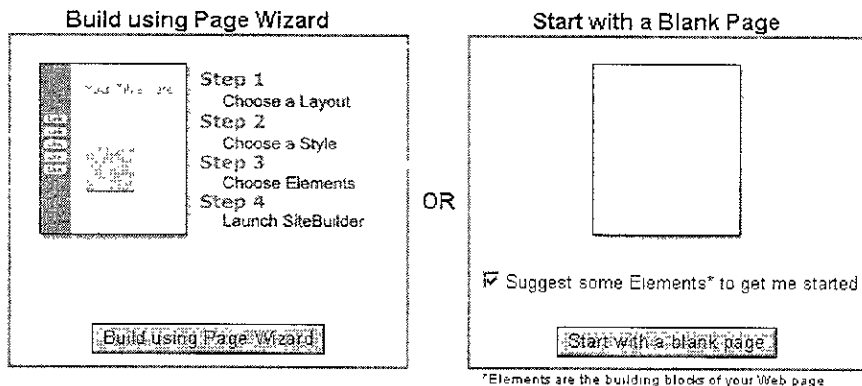 Build using Page Wizard
Step 1
Choose a Layout
Step 2
Choose a Style
Step 3
Choose Elements
Step 4
Launch SiteBuilder
Build using Page Wizard
OR
Start with a Blank Page
Suggest some Elements* to get me started
Start with a blank page
*Elements are the building blocks of your Web page